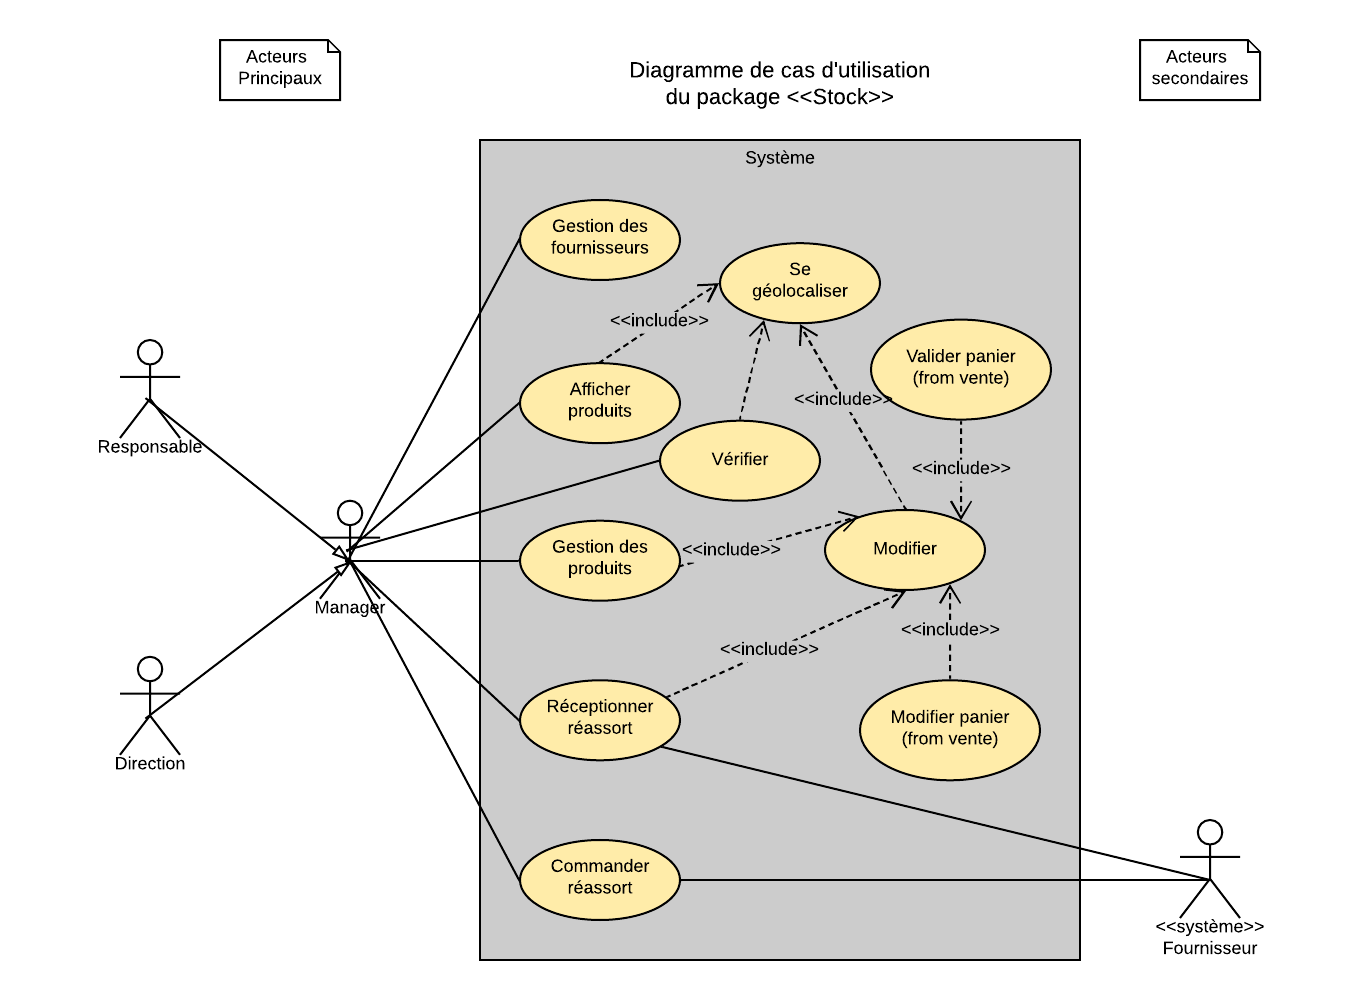 Acteurs
Principaux
Diagramme de cas d'utilisation
du package <<Stock>>
Acteurs
secondaires
Système
Gestion des
fournisseurs
Se
géolocaliser
<<include>>
Valider panier
(from vente)
Afficher
produits
<<include>>
Responsable
Vérifier
<<include>>
Gestion des
produits
<<include>>
Modifier
Manager
<<include>>
<<include>>
Réceptionner
réassort
Modifier panier
(from vente)
Direction
Commander
réassort
<<système>>
Fournisseur